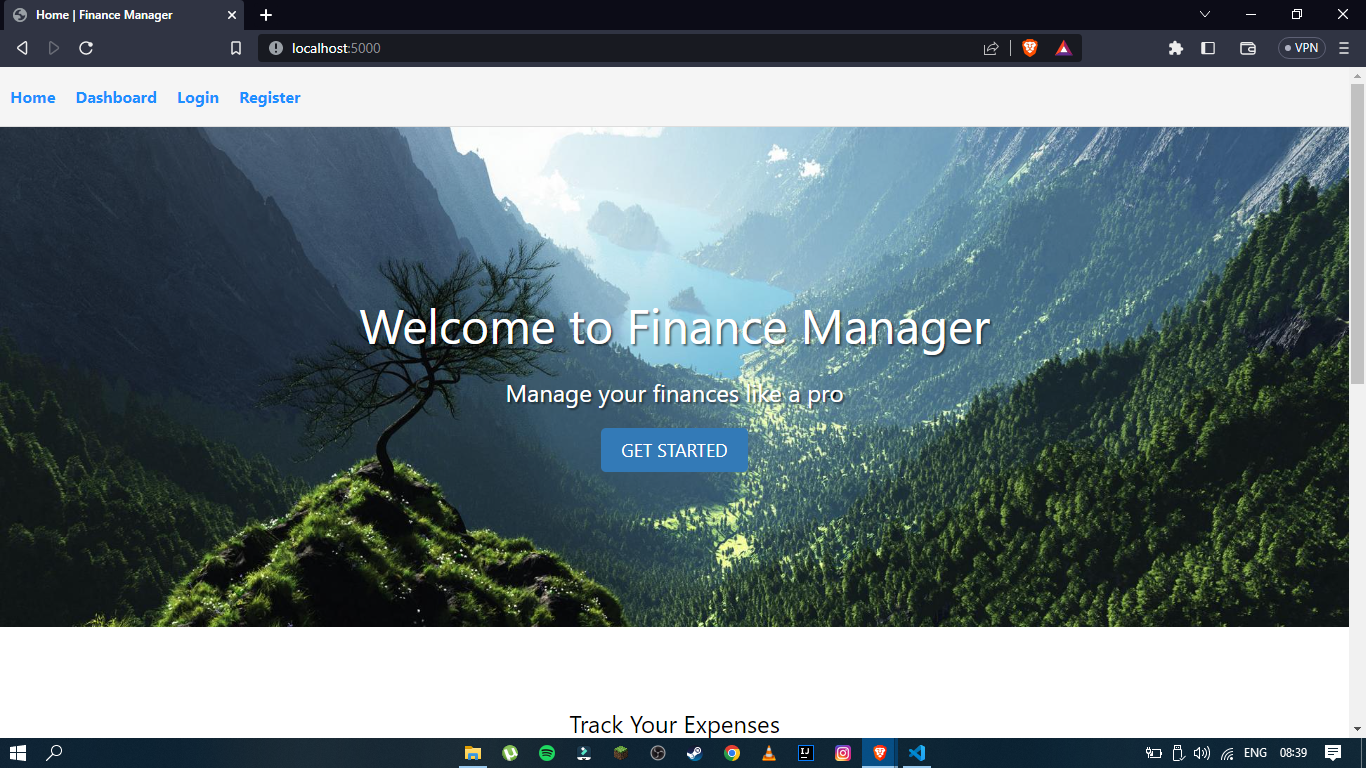 Home | Finance Manager
localhost:5000
VPN
Home Dashboard Login Register
Welcome to Finance Manager
Manage your finances like a pro
GET STARTED
Track Your Expenses
ENG 08:39